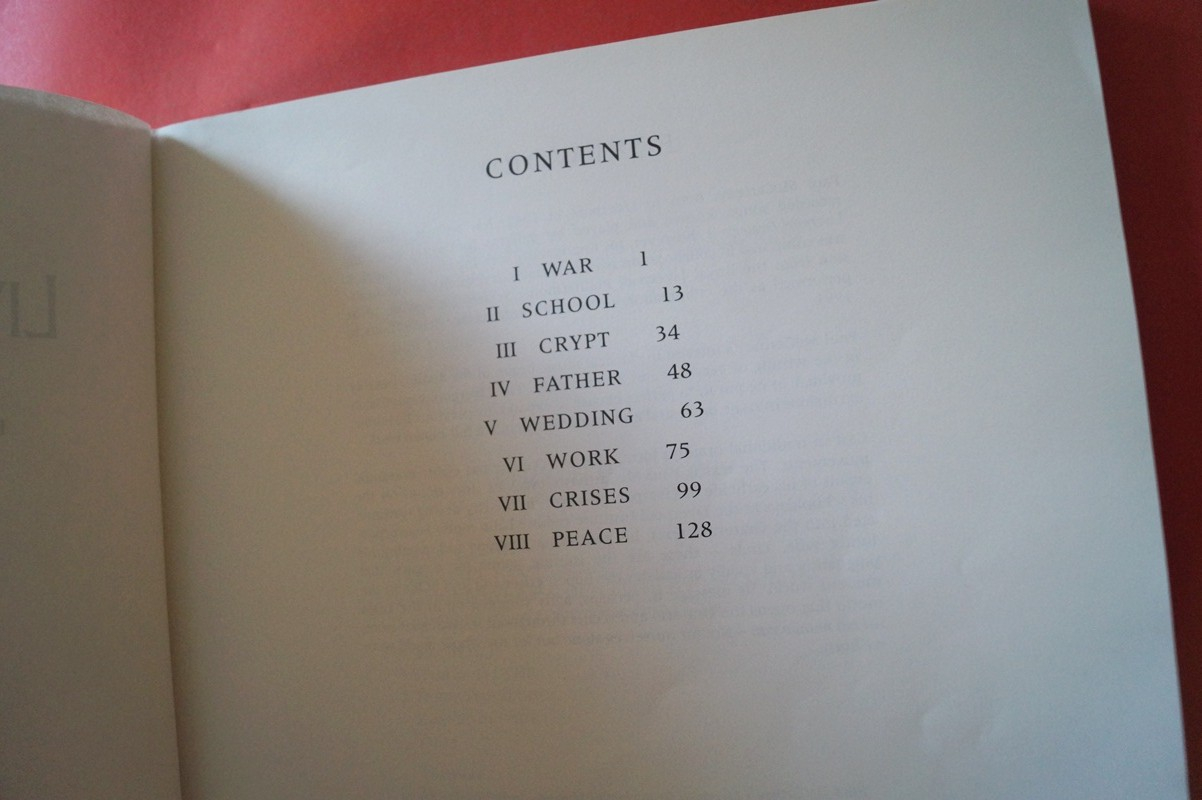 CONTENTS
I WAR 1
II SCHOOL 13
III CRYPT 34
IV FATHER 48
V WEDDING 63
VI WORK 75
VII CRISES 99
VIII PEACE 128